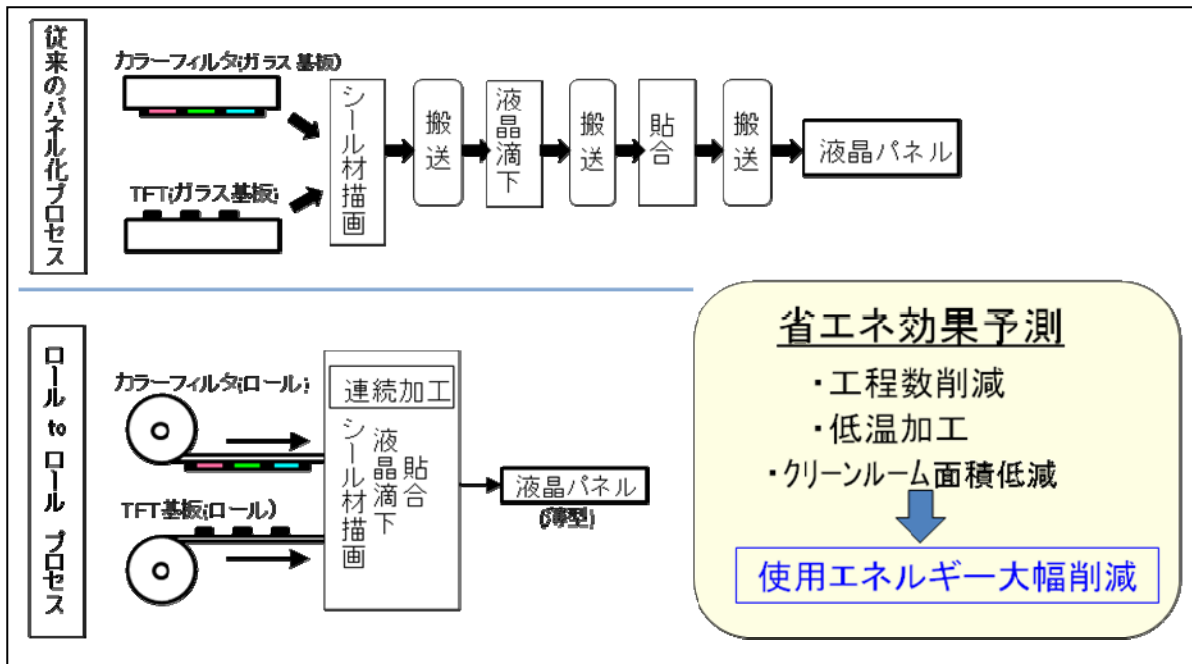 従来のパネル化プロセス
カラーフィルタ(ガラス基板)
TFT(ガラス基板)
シール材描画
搬送
液晶滴下
搬送
貼合
搬送
液晶パネル
ロール to ロール プロセス
カラーフィルタ(ロール)
TFT基板(ロール)
連続加工
シール材描画
液晶滴下
貼合
液晶パネル
(薄型)
省エネ効果予測
・工程数削減
・低温加工
・クリーンルーム面積低減
使用エネルギー大幅削減